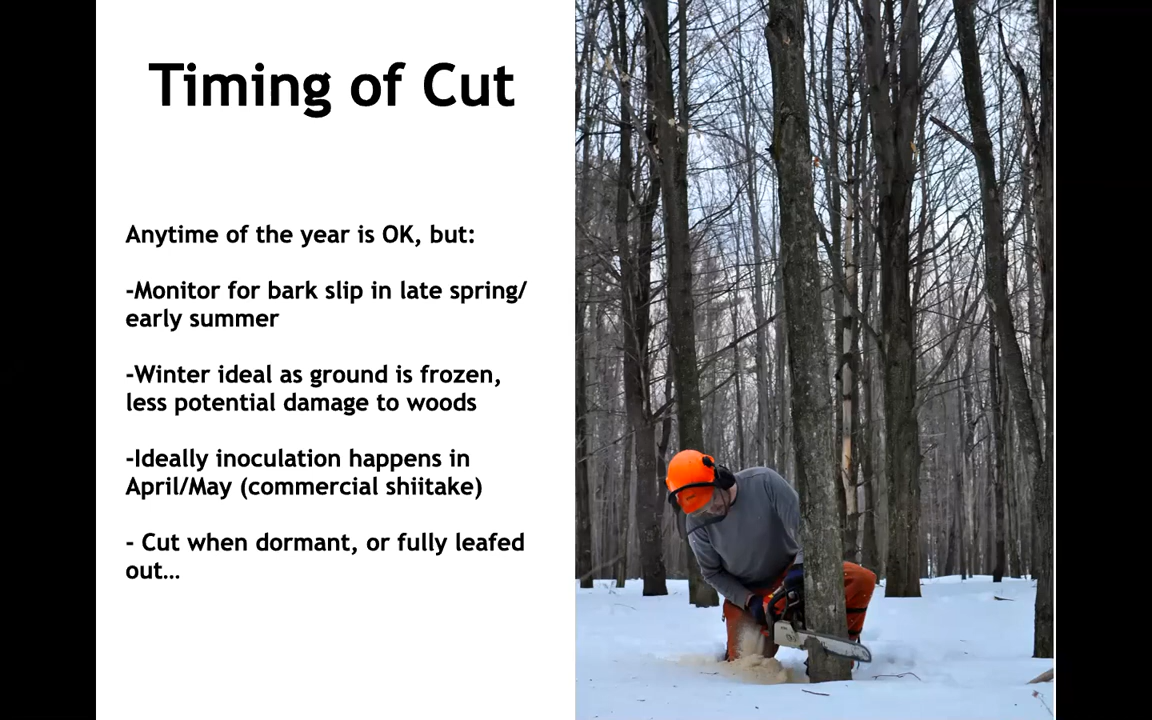 Timing of Cut
Anytime of the year is OK, but:
-Monitor for bark slip in late spring/
early summer
-Winter ideal as ground is frozen,
less potential damage to woods
-Ideally inoculation happens in
April/May (commercial shiitake)
- Cut when dormant, or fully leafed
out…